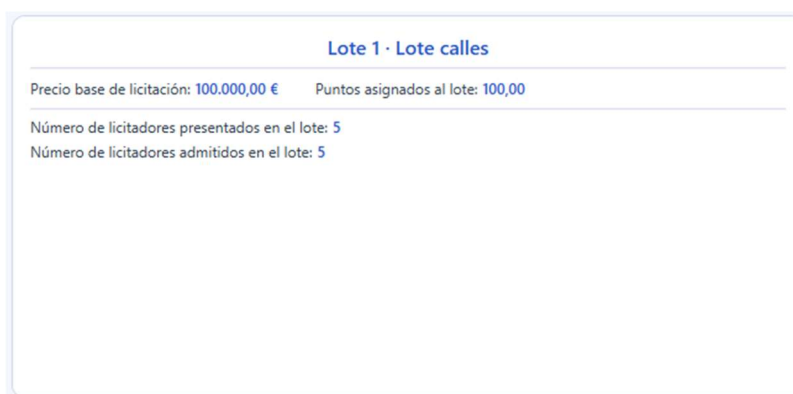 Lote 1 · Lote calles
Precio base de licitación: 100.000,00 € Puntos asignados al lote: 100,00
Número de licitadores presentados en el lote: 5
Número de licitadores admitidos en el lote: 5